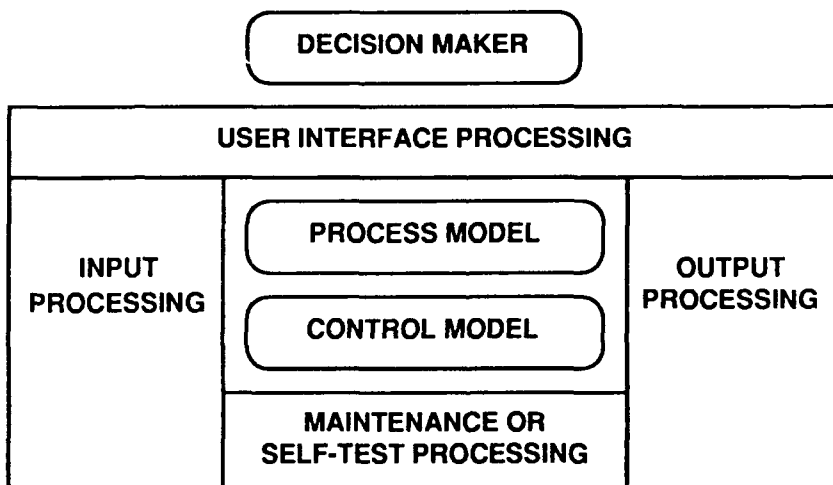 DECISION MAKER
USER INTERFACE PROCESSING
INPUT
PROCESSING
PROCESS MODEL
CONTROL MODEL
OUTPUT
PROCESSING
MAINTENANCE OR
SELF-TEST PROCESSING